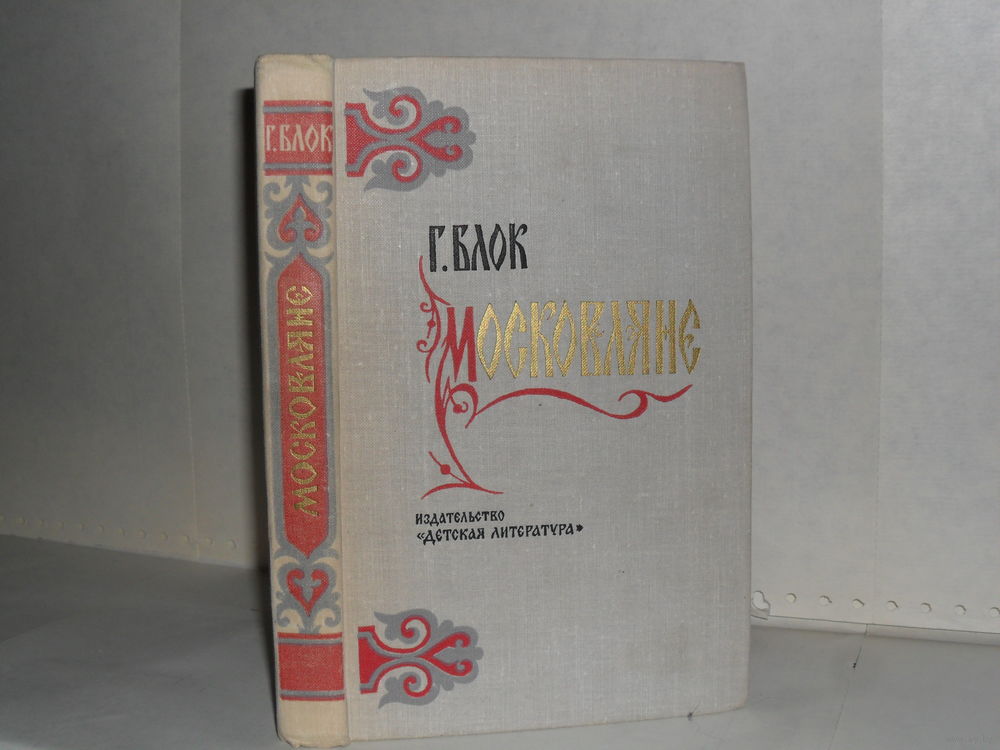 Г. БЛОК
МОСКОВЛЯНЕ
Г. БЛОК
МОСКОВЛЯНЕ
ИЗДАТЕЛЬСТВО
«ДЕТСКАЯ ЛИТЕРАТУРА»